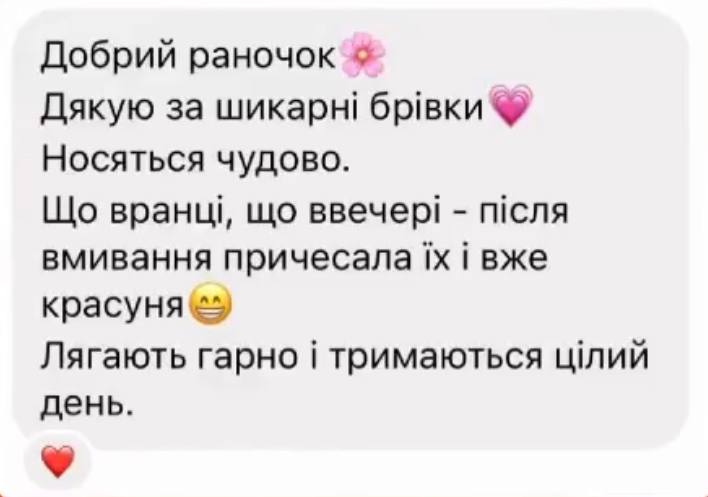 Добрий раночок🌸
Дякую за шикарні брівки💗
Носяться чудово.
Що вранці, що ввечері - після
вмивання причесала їх і вже
красуня😁
Лягають гарно і тримаються цілий
день.
❤️